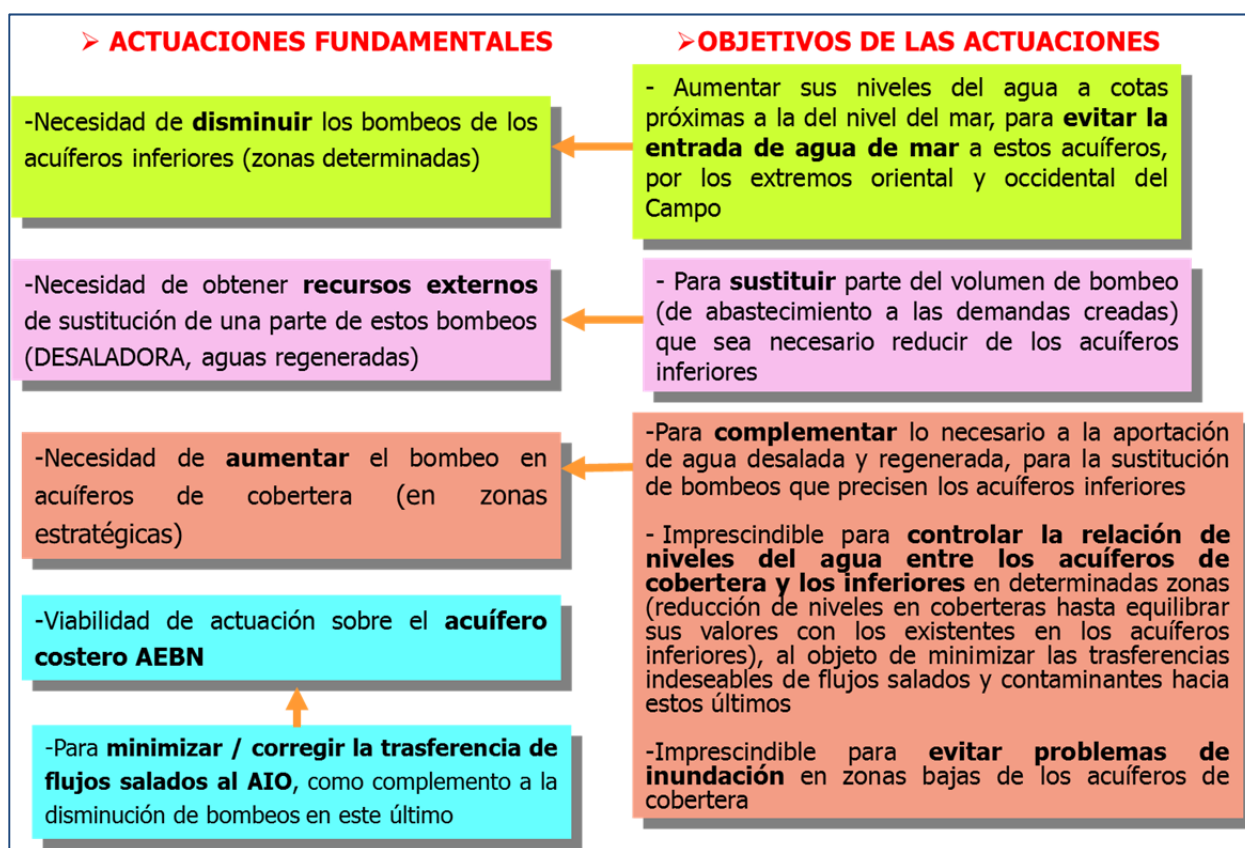 ➢ ACTUACIONES FUNDAMENTALES
➢OBJETIVOS DE LAS ACTUACIONES
-Necesidad de disminuir los bombeos de los
acuíferos inferiores (zonas determinadas)
- Aumentar sus niveles del agua a cotas
próximas a la del nivel del mar, para evitar la
entrada de agua de mar a estos acuíferos,
por los extremos oriental y occidental del
Campo
-Necesidad de obtener recursos externos
de sustitución de una parte de estos bombeos
(DESALADORA, aguas regeneradas)
- Para sustituir parte del volumen de bombeo
(de abastecimiento a las demandas creadas)
que sea necesario reducir de los acuíferos
inferiores
-Necesidad de aumentar el bombeo en
acuíferos de cobertera (en zonas
estratégicas)
-Para complementar lo necesario a la aportación
de agua desalada y regenerada, para la sustitución
de bombeos que precisen los acuíferos inferiores
- Imprescindible para controlar la relación de
niveles del agua entre los acuíferos de
cobertera y los inferiores en determinadas zonas
(reducción de niveles en coberteras hasta equilibrar
sus valores con los existentes en los acuíferos
inferiores), al objeto de minimizar las trasferencias
indeseables de flujos salados y contaminantes hacia
estos últimos
-Imprescindible para evitar problemas de
inundación en zonas bajas de los acuíferos de
cobertera
-Viabilidad de actuación sobre el acuífero
costero AEBN
-Para minimizar / corregir la trasferencia de
flujos salados al AIO, como complemento a la
disminución de bombeos en este último